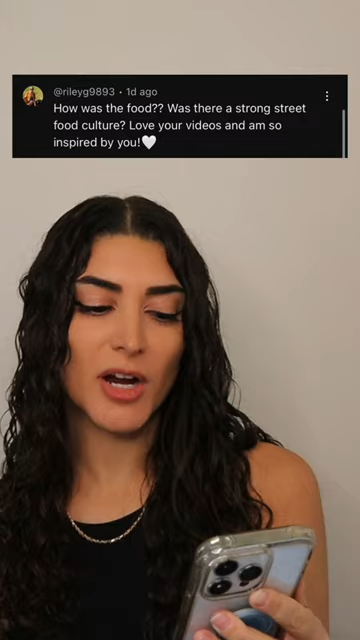 @rileyg9893 • 1d ago
How was the food?? Was there a strong street
food culture? Love your videos and am so
inspired by you!🤍